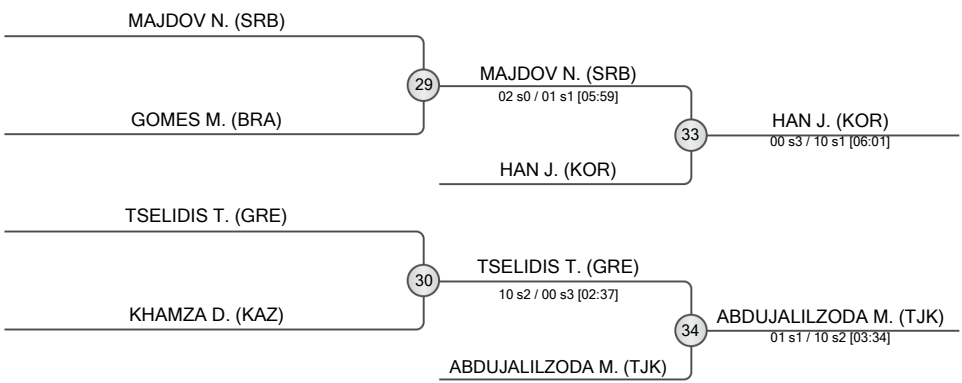 MAJDOV N. (SRB)
29
MAJDOV N. (SRB)
02 s0 / 01 s1 [05:59]
GOMES M. (BRA)
33
HAN J. (KOR)
00 s3 / 10 s1 [06:01]
HAN J. (KOR)
TSELIDIS T. (GRE)
30
TSELIDIS T. (GRE)
10 s2 / 00 s3 [02:37]
KHAMZA D. (KAZ)
34
ABDUJALILZODA M. (TJK)
01 s1 / 10 s2 [03:34]
ABDUJALILZODA M. (TJK)